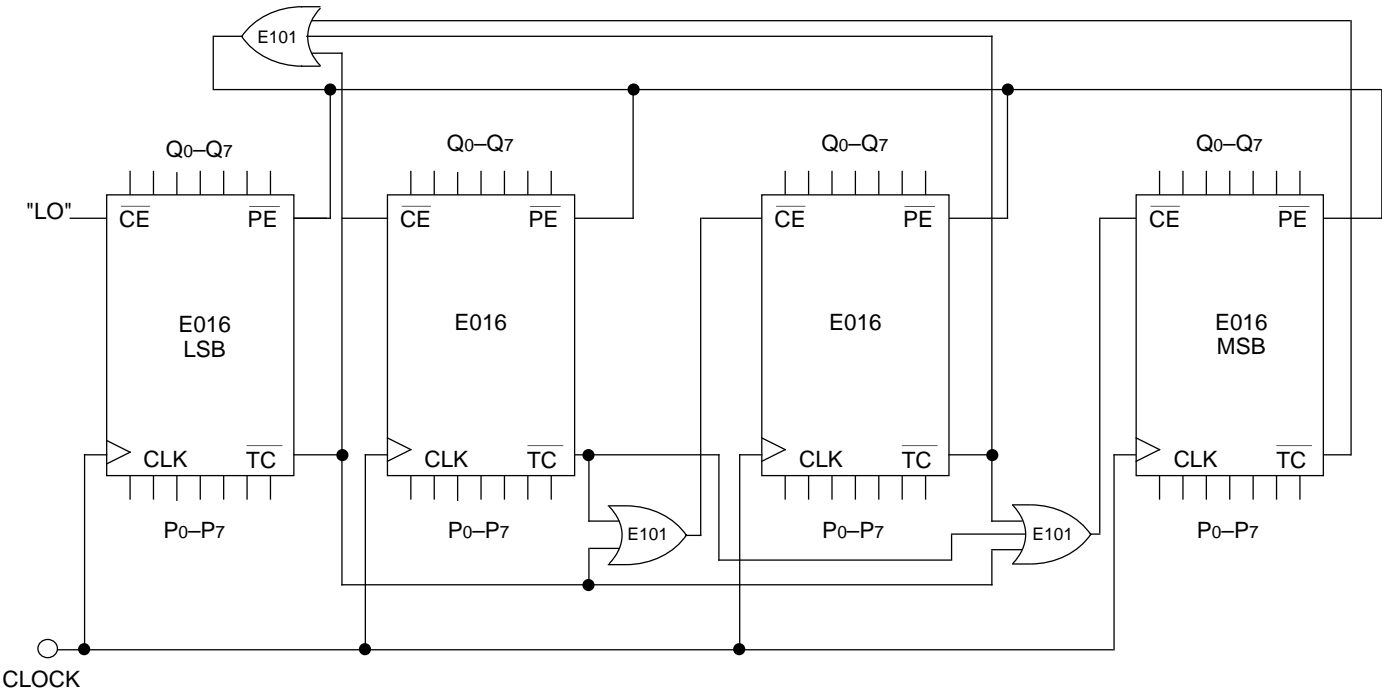 E101
Q0–Q7
Q0–Q7
Q0–Q7
Q0–Q7
"LO"
CE PE
CE PE
CE PE
CE PE
E016
LSB
E016
E016
E016
MSB
CLK TC
CLK TC
CLK TC
CLK TC
P0–P7
P0–P7
E101
P0–P7
E101
P0–P7
CLOCK